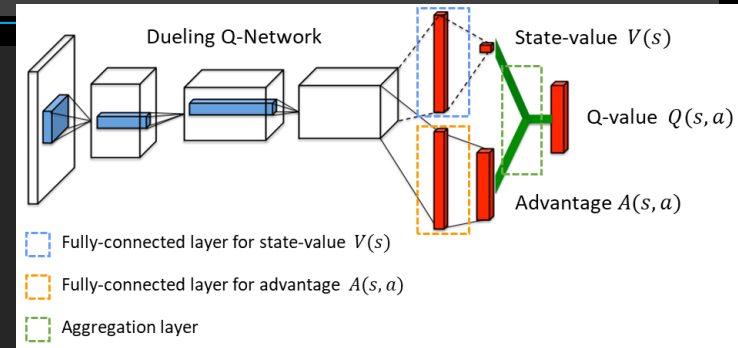 Dueling Q-Network
State-value V(s)
Q-value Q(s, a)
Advantage A(s, a)
Fully-connected layer for state-value V(s)
Fully-connected layer for advantage A(s, a)
Aggregation layer